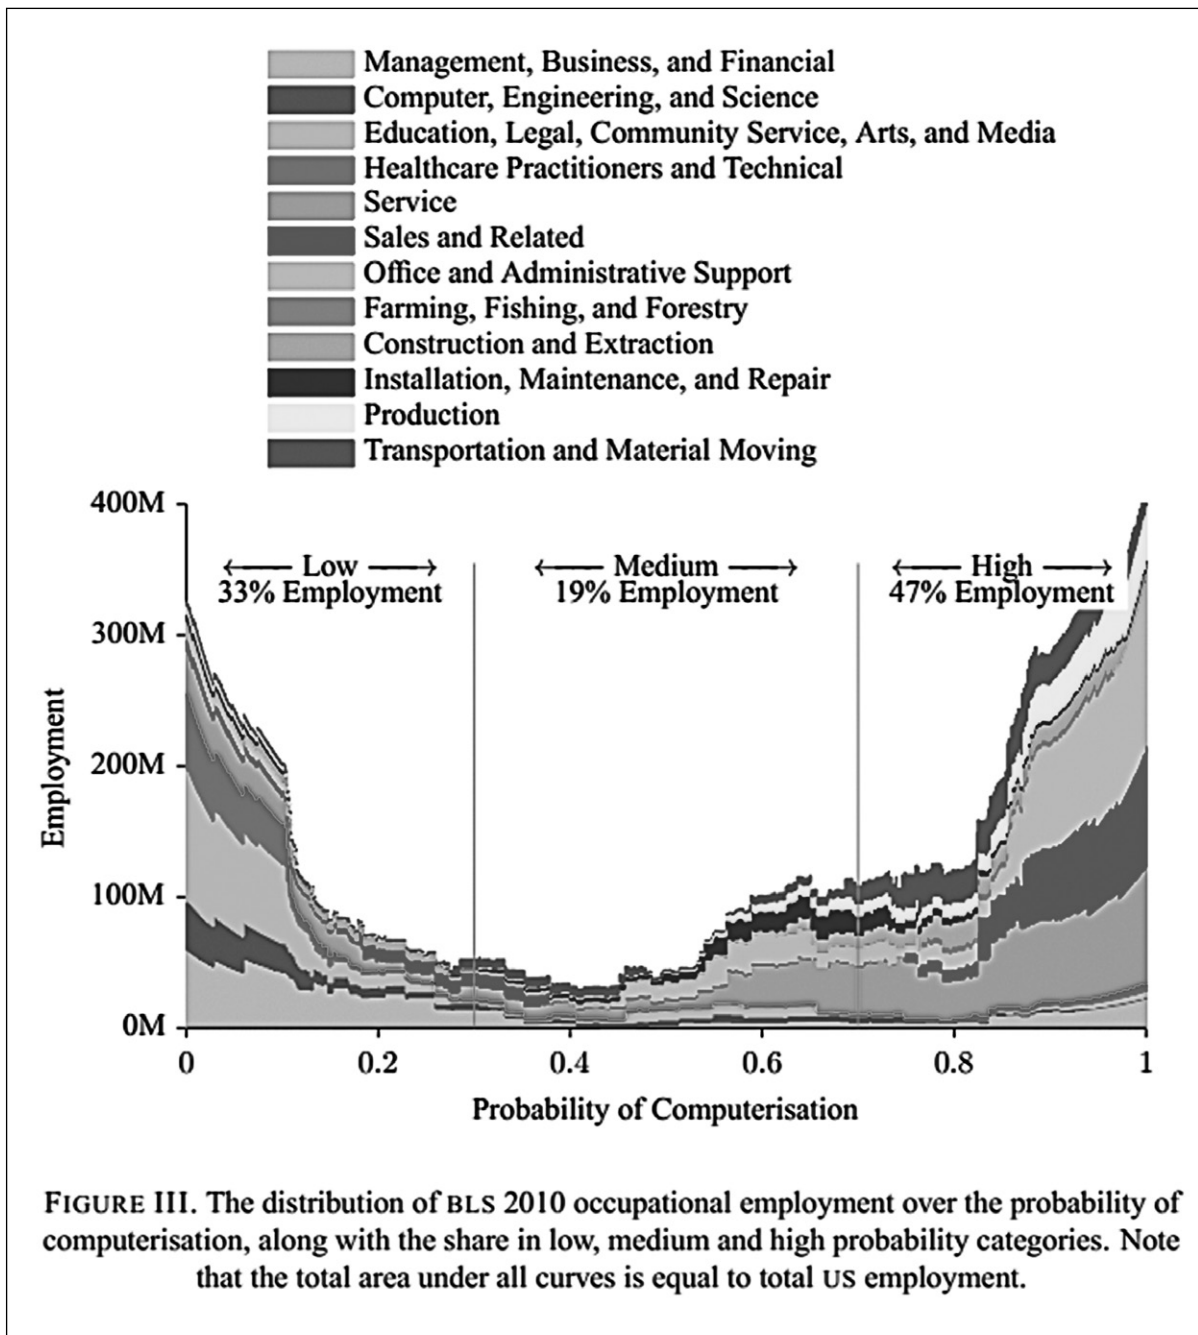 Management, Business, and Financial
Computer, Engineering, and Science
Education, Legal, Community Service, Arts, and Media
Healthcare Practitioners and Technical
Service
Sales and Related
Office and Administrative Support
Farming, Fishing, and Forestry
Construction and Extraction
Installation, Maintenance, and Repair
Production
Transportation and Material Moving
400M
300M
200M
100M
0M
Employment
Low
33% Employment
Medium
19% Employment
High
47% Employment
0 0.2 0.4 0.6 0.8 1
Probability of Computerisation
FIGURE III. The distribution of BLS 2010 occupational employment over the probability of
computerisation, along with the share in low, medium and high probability categories. Note
that the total area under all curves is equal to total US employment.